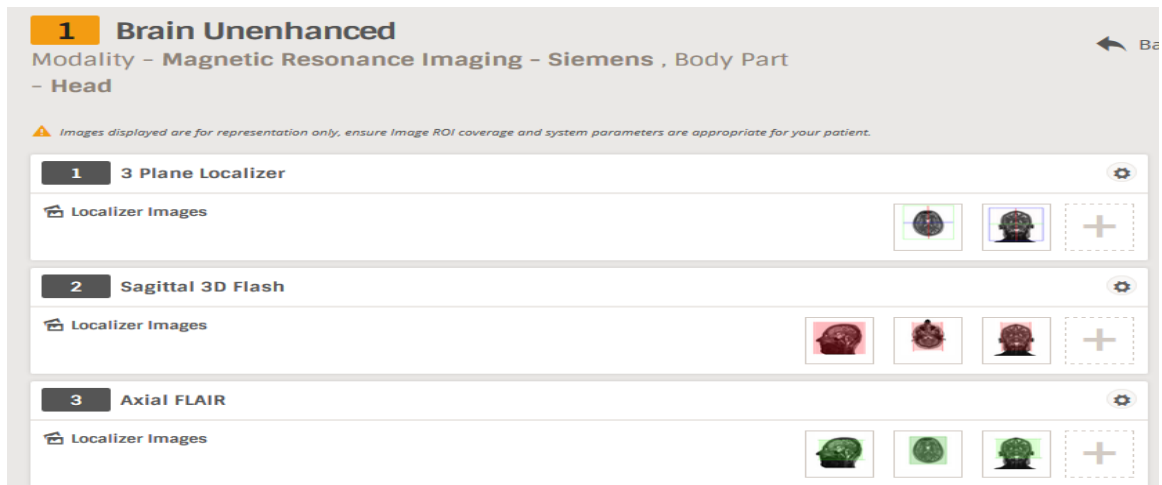 1 Brain Unenhanced
Modality – Magnetic Resonance Imaging – Siemens , Body Part
– Head
Ba
Images displayed are for representation only, ensure Image ROI coverage and system parameters are appropriate for your patient.
1 3 Plane Localizer
Localizer Images
2 Sagittal 3D Flash
Localizer Images
3 Axial FLAIR
Localizer Images